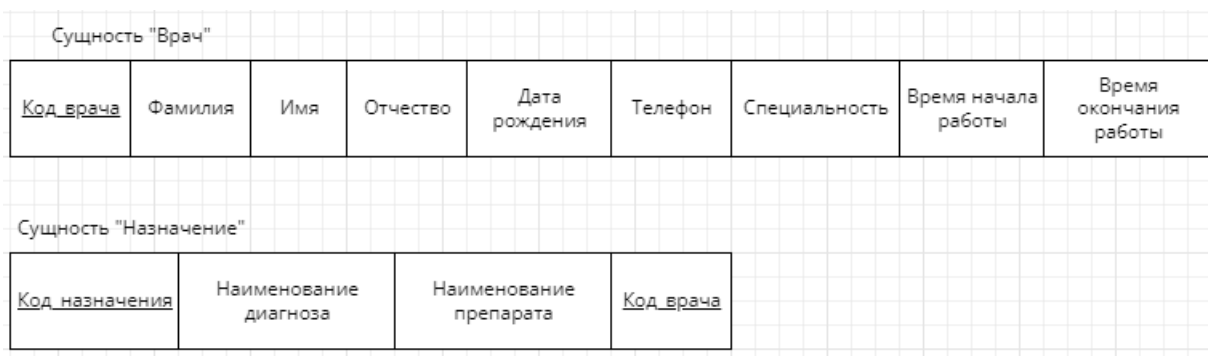 Сущность "Врач"
Код_врача
Фамилия
Имя
Отчество
Дата
рождения
Телефон
Специальность
Время начала
работы
Время
окончания
работы
Сущность "Назначение"
Код_назначения
Наименование
диагноза
Наименование
препарата
Код_врача